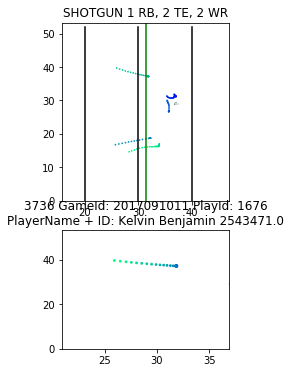 SHOTGUN 1 RB, 2 TE, 2 WR
50
40
30
20
10
0
20 30 40
3736 GameId: 2017091011 PlayId: 1676
PlayerName + ID: Kelvin Benjamin 2543471.0
40
20
0
25 30 35